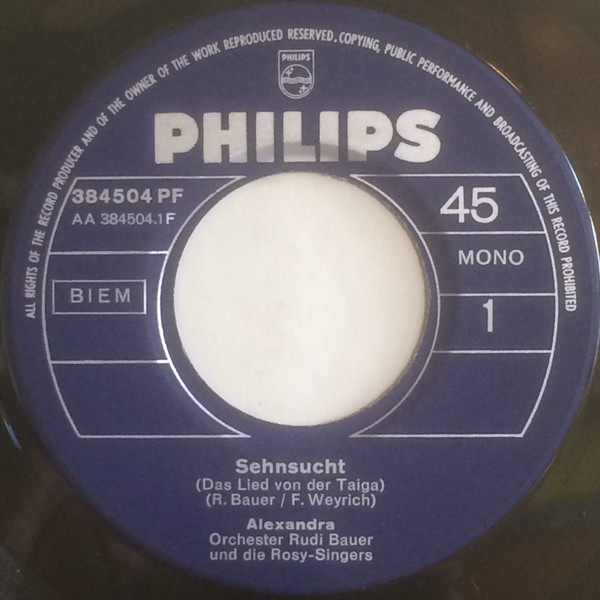 ALL RIGHTS OF THE RECORD PRODUCER AND OF THE OWNER OF THE WORK REPRODUCED RESERVED. COPYING, PUBLIC PERFORMANCE AND BROADCASTING OF THIS RECORD PROHIBITED
PHILIPS
PHILIPS
384504 PF
AA 384504.1F
45
MONO
BIEM
1
Sehnsucht
(Das Lied von der Taiga)
(R. Bauer / F. Weyrich)
Alexandra
Orchester Rudi Bauer
und die Rosy-Singers